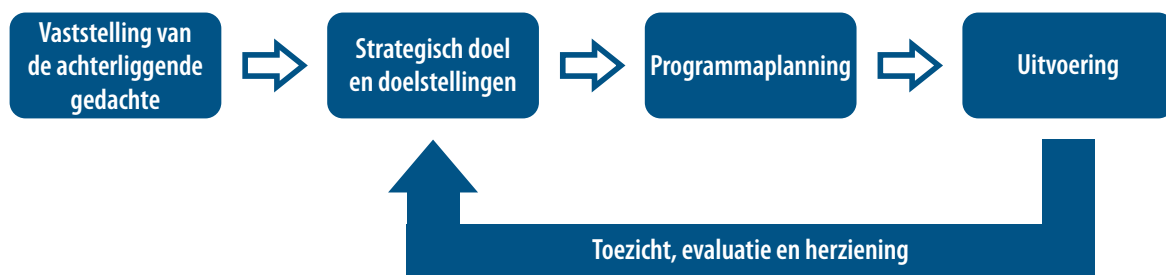 Vaststelling van
de achterliggende
gedachte
Strategisch doel
en doelstellingen
Programmaplanning
Uitvoering
Toezicht, evaluatie en herziening